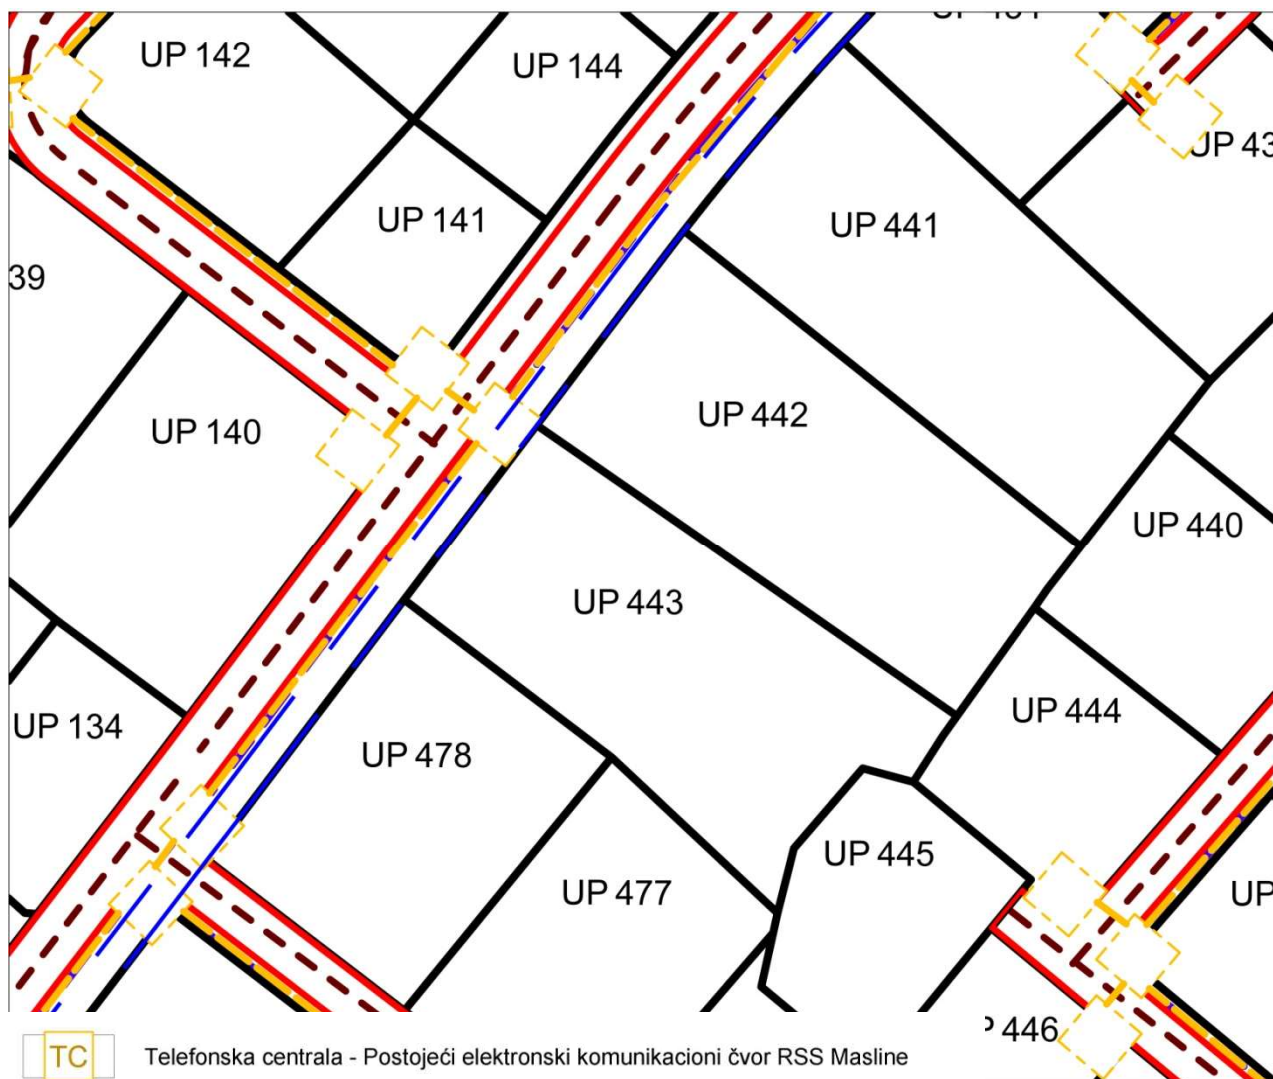 UP 142
UP 144
UP 43
UP 141
UP 441
39
UP 140
UP 442
UP 440
UP 443
UP 134
UP 478
UP 444
UP 445
UP 477
UP
446
TC Telefonska centrala - Postojeći elektronski komunikacioni čvor RSS Masline